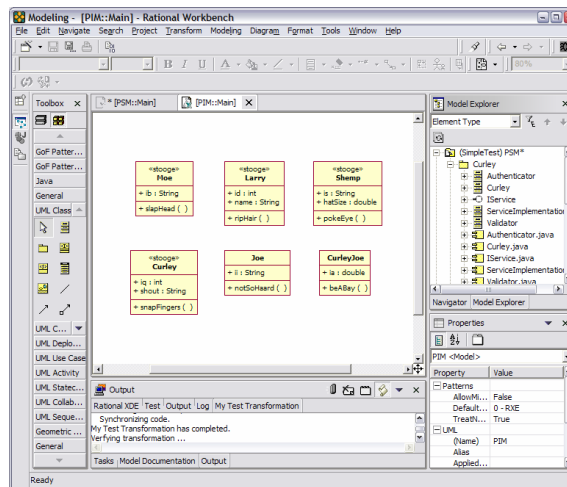 Modeling - [PIM::Main] - Rational Workbench
File Edit Navigate Search Project Transform Modeling Diagram Format Tools Window Help
B I U A 80%
Toolbox
GoF Patter...
GoF Patter...
Java
General
UML Class
UML C...
UML Deplo...
UML Use Case
UML Activity
UML Statec...
UML Collab...
UML Seque...
Geometric ...
General
* [PSM::Main] [PIM::Main]
«stooge»
Moe
+ ib : String
+ slapHead ( )
«stooge»
Larry
+ id : int
+ name : String
+ ripHair ( )
«stooge»
Shemp
+ is : String
+ hatSize : double
+ pokeEye ( )
«stooge»
Curley
+ iq : int
+ shout : String
+ snapFingers ( )
Joe
+ ii : String
+ notSoHaard ( )
CurleyJoe
+ ia : double
+ beABay ( )
Output
Rational XDE Test Output Log My Test Transformation
Synchronizing code.
My Test Transformation has completed.
Verfying transformation ...
Tasks Model Documentation Output
Model Explorer
Element Type
(SimpleTest) PSM*
Curley
Authenticator
Curley
IService
ServiceImplementation
Validator
Authenticator.java
Curley.java
IService.java
ServiceImplementation
Validator.java
Navigator Model Explorer
Properties
PIM <Model>
Property Value
Patterns
AllowMi... False
Default... 0 - RXE
TreatN... True
UML
(Name) PIM
Alias
Applied...
Ready